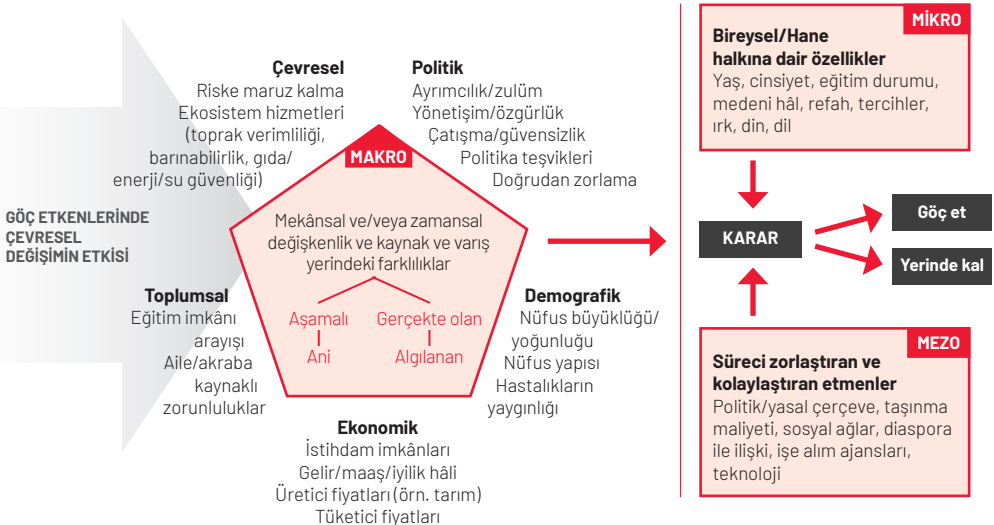 GÖÇ ETKENLERİNDE
ÇEVRESEL
DEĞİŞİMİN ETKİSİ
Çevresel
Riske maruz kalma
Ekosistem hizmetleri
(toprak verimliliği,
barınabilirlik, gıda/
enerji/su güvenliği)
Politik
Ayrımcılık/zulüm
Yönetişim/özgürlük
Çatışma/güvensizlik
Politika teşvikleri
Doğrudan zorlama
MAKRO
Mekânsal ve/veya zamansal
değişkenlik ve kaynak ve varış
yerindeki farklılıklar
Aşamalı
Ani
Gerçekte olan
Algılanan
Toplumsal
Eğitim imkânı
arayışı
Aile/akraba
kaynaklı
zorunluluklar
Demografik
Nüfus büyüklüğü/
yoğunluğu
Nüfus yapısı
Hastalıkların
yaygınlığı
Ekonomik
İstihdam imkânları
Gelir/maaş/iyilik hâli
Üretici fiyatları (örn. tarım)
Tüketici fiyatları
MİKRO
Bireysel/Hane
halkına dair özellikler
Yaş, cinsiyet, eğitim durumu,
medeni hâl, refah, tercihler,
ırk, din, dil
KARAR
Göç et
Yerinde kal
MEZO
Süreci zorlaştıran ve
kolaylaştıran etmenler
Politik/yasal çerçeve, taşınma
maliyeti, sosyal ağlar, diaspora
ile ilişki, işe alım ajansları,
teknoloji